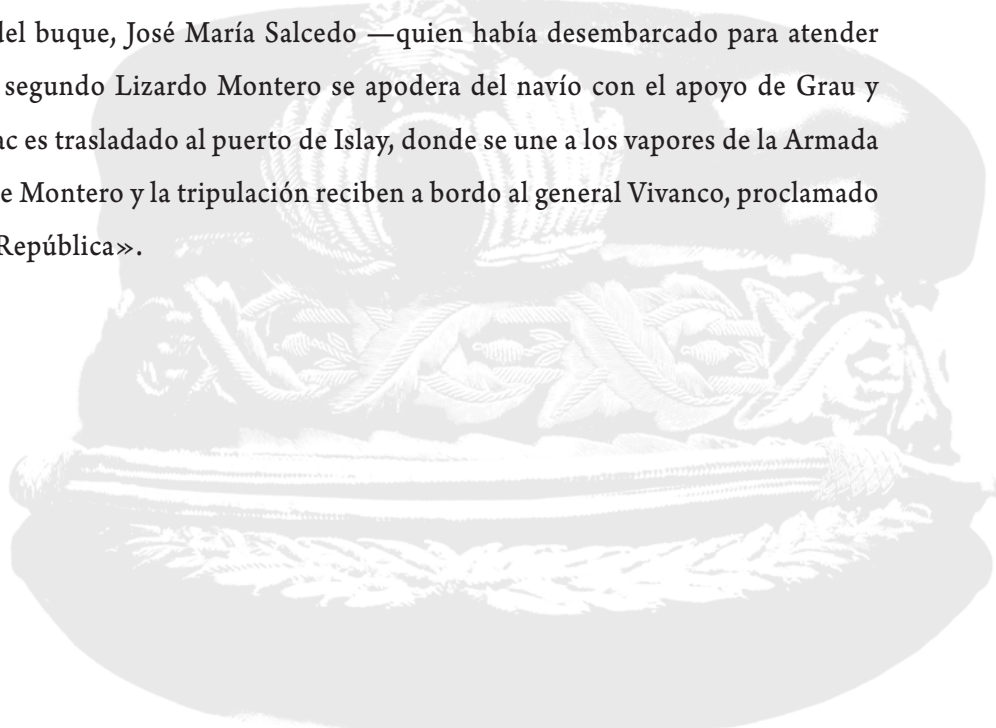 del buque, José María Salcedo —quien había desembarcado para atender
segundo Lizardo Montero se apodera del navío con el apoyo de Grau y
ac es trasladado al puerto de Islay, donde se une a los vapores de la Armada
e Montero y la tripulación reciben a bordo al general Vivanco, proclamado
República».